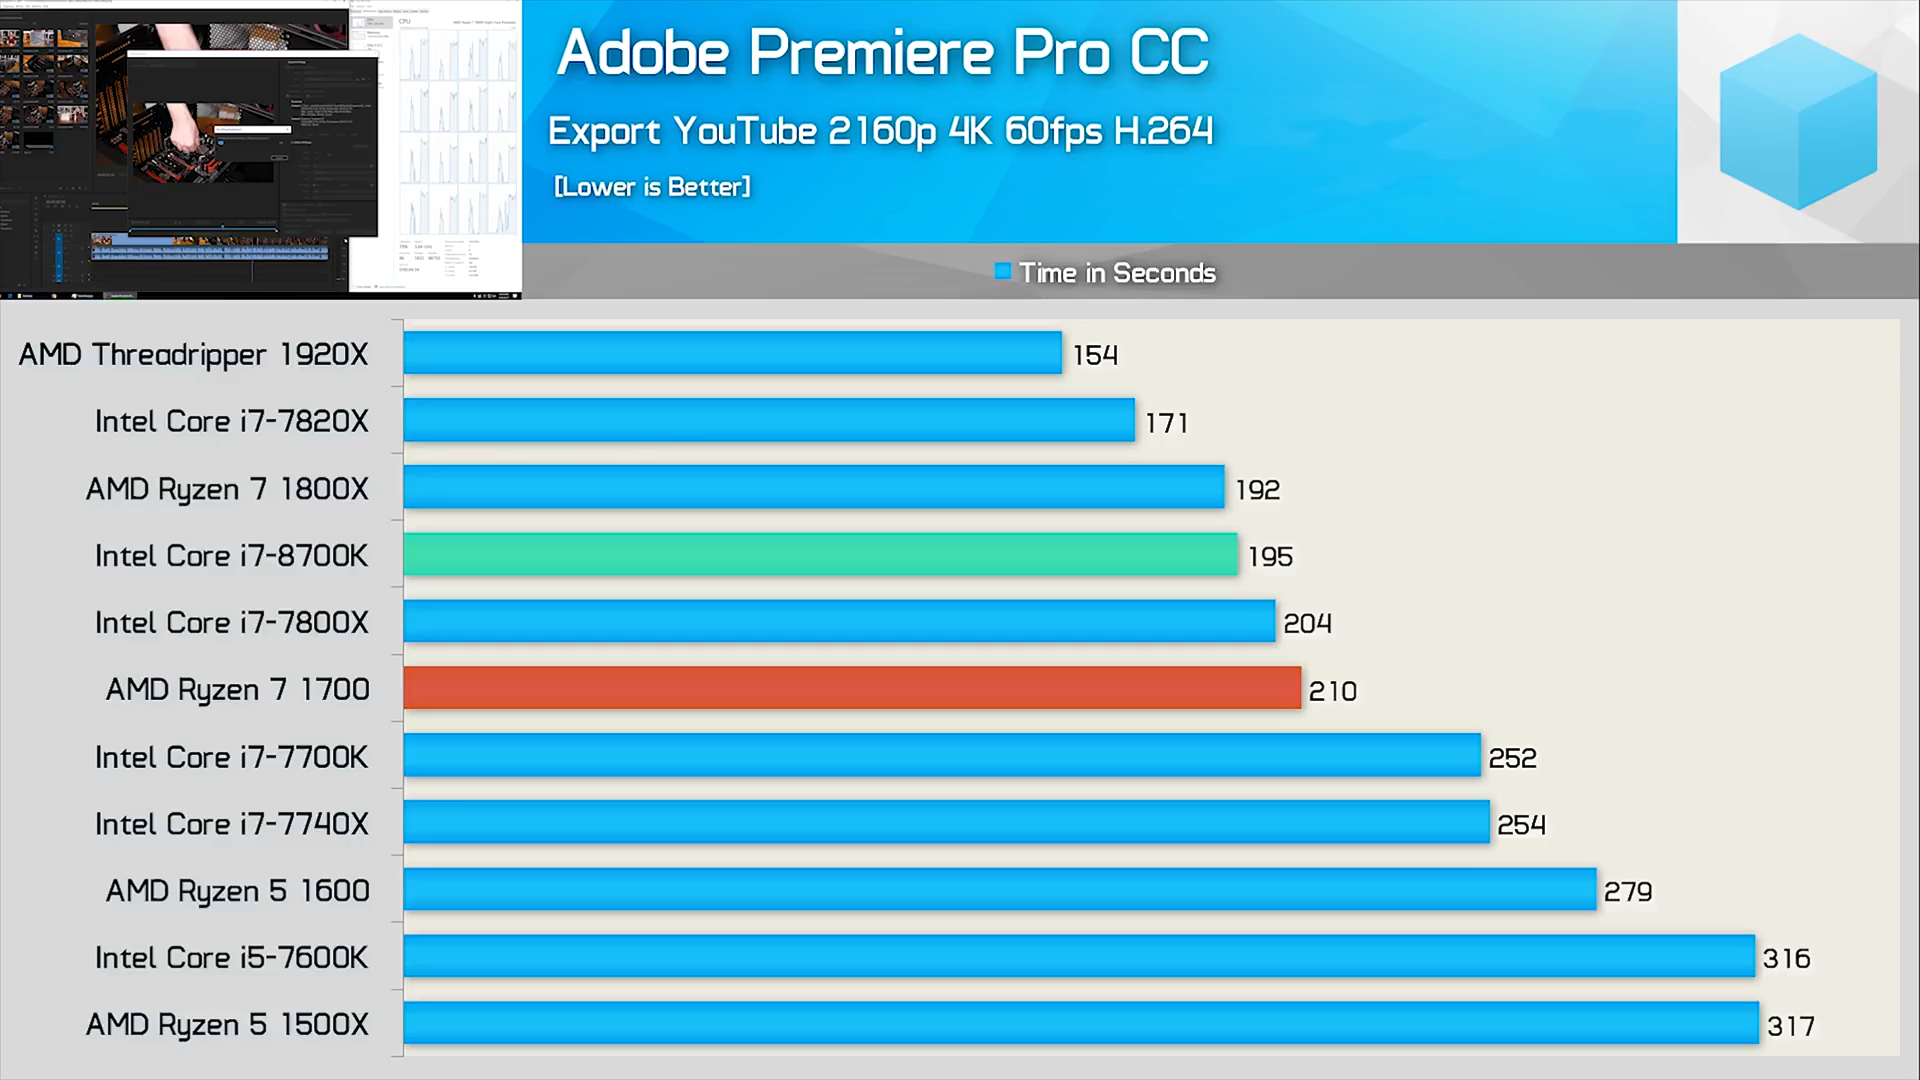 Adobe Premiere Pro CC
Export YouTube 2160p 4K 60fps H.264
[Lower is Better]
Time in Seconds
CPU
AMD Threadripper 1920X 154
Intel Core i7-7820X 171
AMD Ryzen 7 1800X 192
Intel Core i7-8700K 195
Intel Core i7-7800X 204
AMD Ryzen 7 1700 210
Intel Core i7-7700K 252
Intel Core i7-7740X 254
AMD Ryzen 5 1600 279
Intel Core i5-7600K 316
AMD Ryzen 5 1500X 317